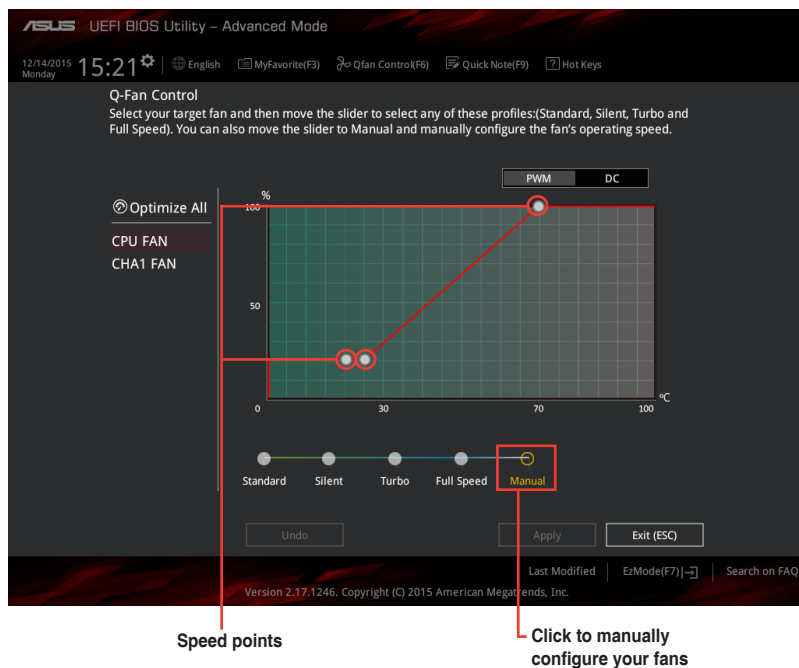 ASUS UEFI BIOS Utility – Advanced Mode
12/14/2015 Monday 15:21 English MyFavorite(F3) Qfan Control(F6) Quick Note(F9) ? Hot Keys
Q-Fan Control
Select your target fan and then move the slider to select any of these profiles:(Standard, Silent, Turbo and
Full Speed). You can also move the slider to Manual and manually configure the fan's operating speed.
PWM DC
Optimize All
CPU FAN
CHA1 FAN
%
100
50
0 30 70 100 ºC
Standard Silent Turbo Full Speed Manual
Undo Apply Exit (ESC)
Last Modified EzMode(F7) Search on FAQ
Version 2.17.1246. Copyright (C) 2015 American Megatrends, Inc.
Speed points
Click to manually
configure your fans